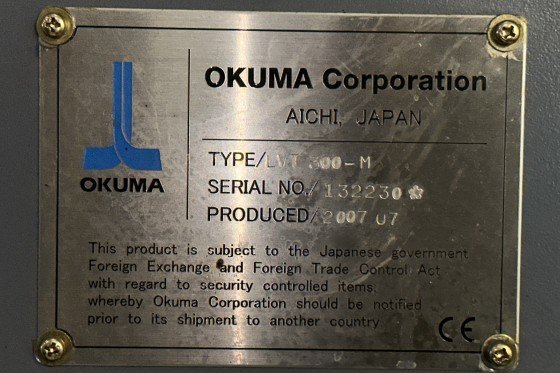 OKUMA
OKUMA Corporation
AICHI, JAPAN
TYPE/LVT 300-M
SERIAL NO./132230✽
PRODUCED/2007 07
This product is subject to the Japanese government
Foreign Exchange and Foreign Trade Control Act
with regard to security controlled items;
whereby Okuma Corporation should be notified
prior to its shipment to another country.
CE